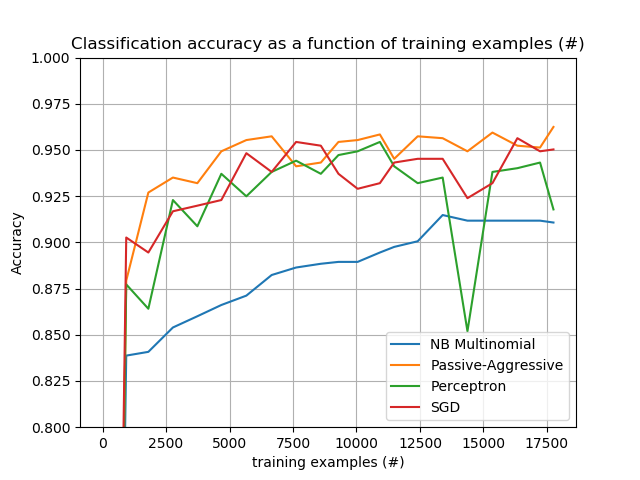 Classification accuracy as a function of training examples (#)
1.000
0.975
0.950
0.925
0.900
0.875
0.850
0.825
0.800
Accuracy
NB Multinomial
Passive-Aggressive
Perceptron
SGD
0 2500 5000 7500 10000 12500 15000 17500
training examples (#)